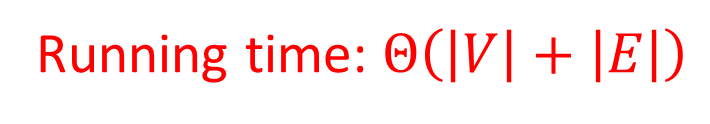 Running time: Θ(|𝑉| + |𝐸|)